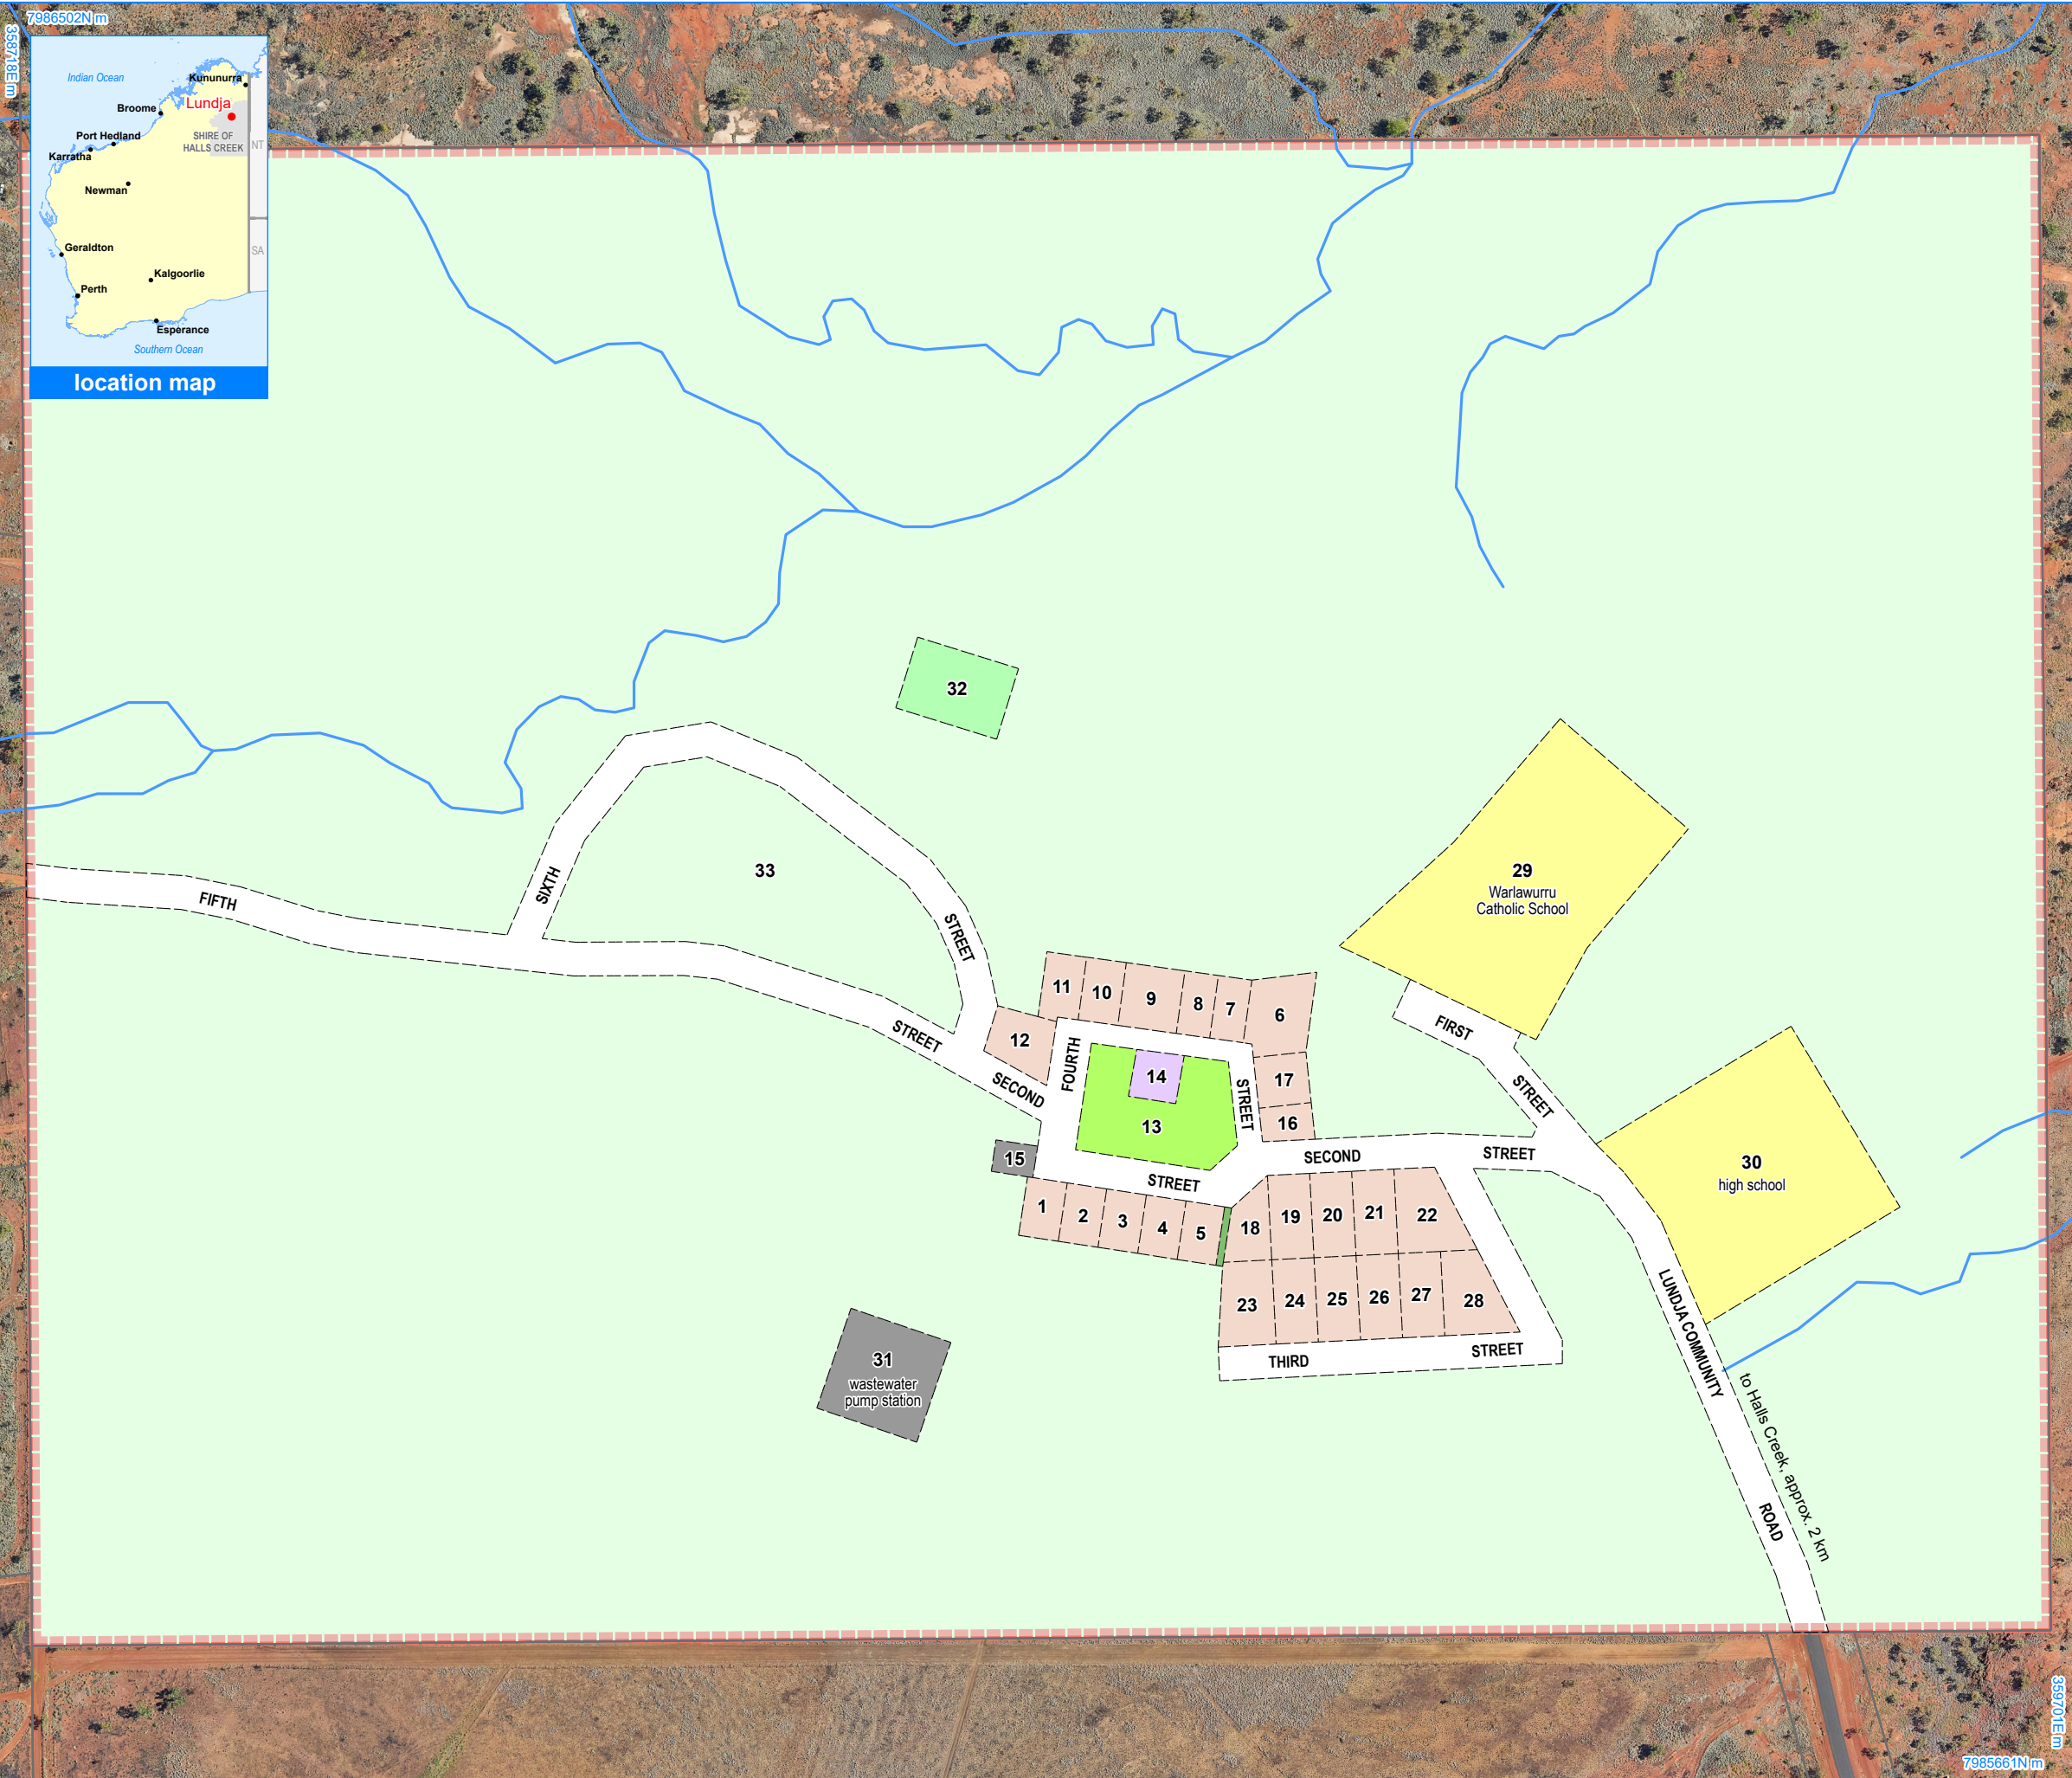 7986502N m
358718E m
Indian Ocean
Kununurra
Broome
Lundja
Port Hedland
SHIRE OF
HALLS CREEK
NT
Karratha
Newman
Geraldton
SA
Kalgoorlie
Perth
Esperance
Southern Ocean
location map
32
33
29
Warlawurru
Catholic School
FIFTH
SIXTH
STREET
11
10
9
8
7
6
12
STREET
SECOND
FOURTH
STREET
14
13
17
16
FIRST
STREET
15
STREET
SECOND
STREET
30
high school
1
2
3
4
5
18
19
20
21
22
23
24
25
26
27
28
THIRD
STREET
31
wastewater
pump station
LUNDJA COMMUNITY
ROAD
to Halls Creek, approx. 2 km
359701E m
7985661N m